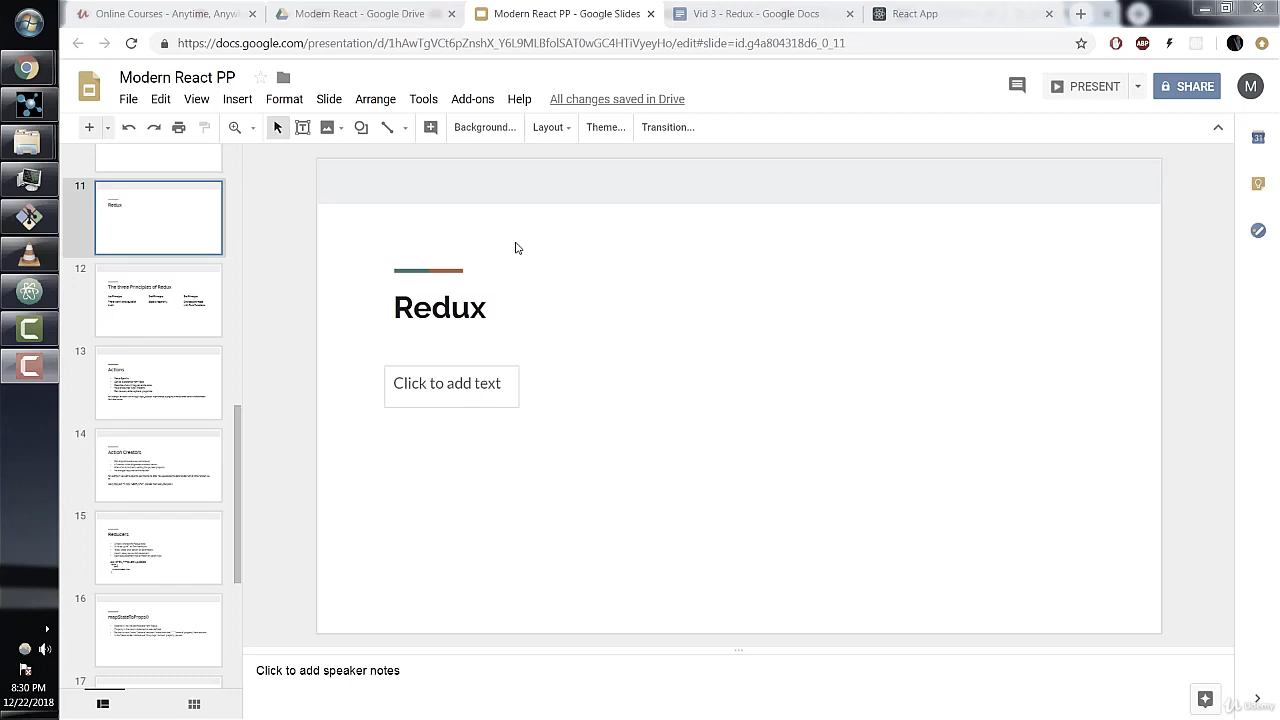 Online Courses - Anytime, Anyw
Modern React - Google Drive
Modern React PP - Google Slides
Vid 3 - Redux - Google Docs
React App
https://docs.google.com/presentation/d/
/edit#slide=id.g4a804318d6_0_11
ABP
Modern React PP
File Edit View Insert Format Slide Arrange Tools Add-ons Help All changes saved in Drive
PRESENT
SHARE
M
Background...
Layout
Theme...
Transition...
31
11
Redux
12
The three Principles of Redux
13
Actions
14
Action Creators
15
Reducers
16
mapStateToProps()
17
Redux
Click to add text
Click to add speaker notes
8:30 PM
12/22/2018
Udemy